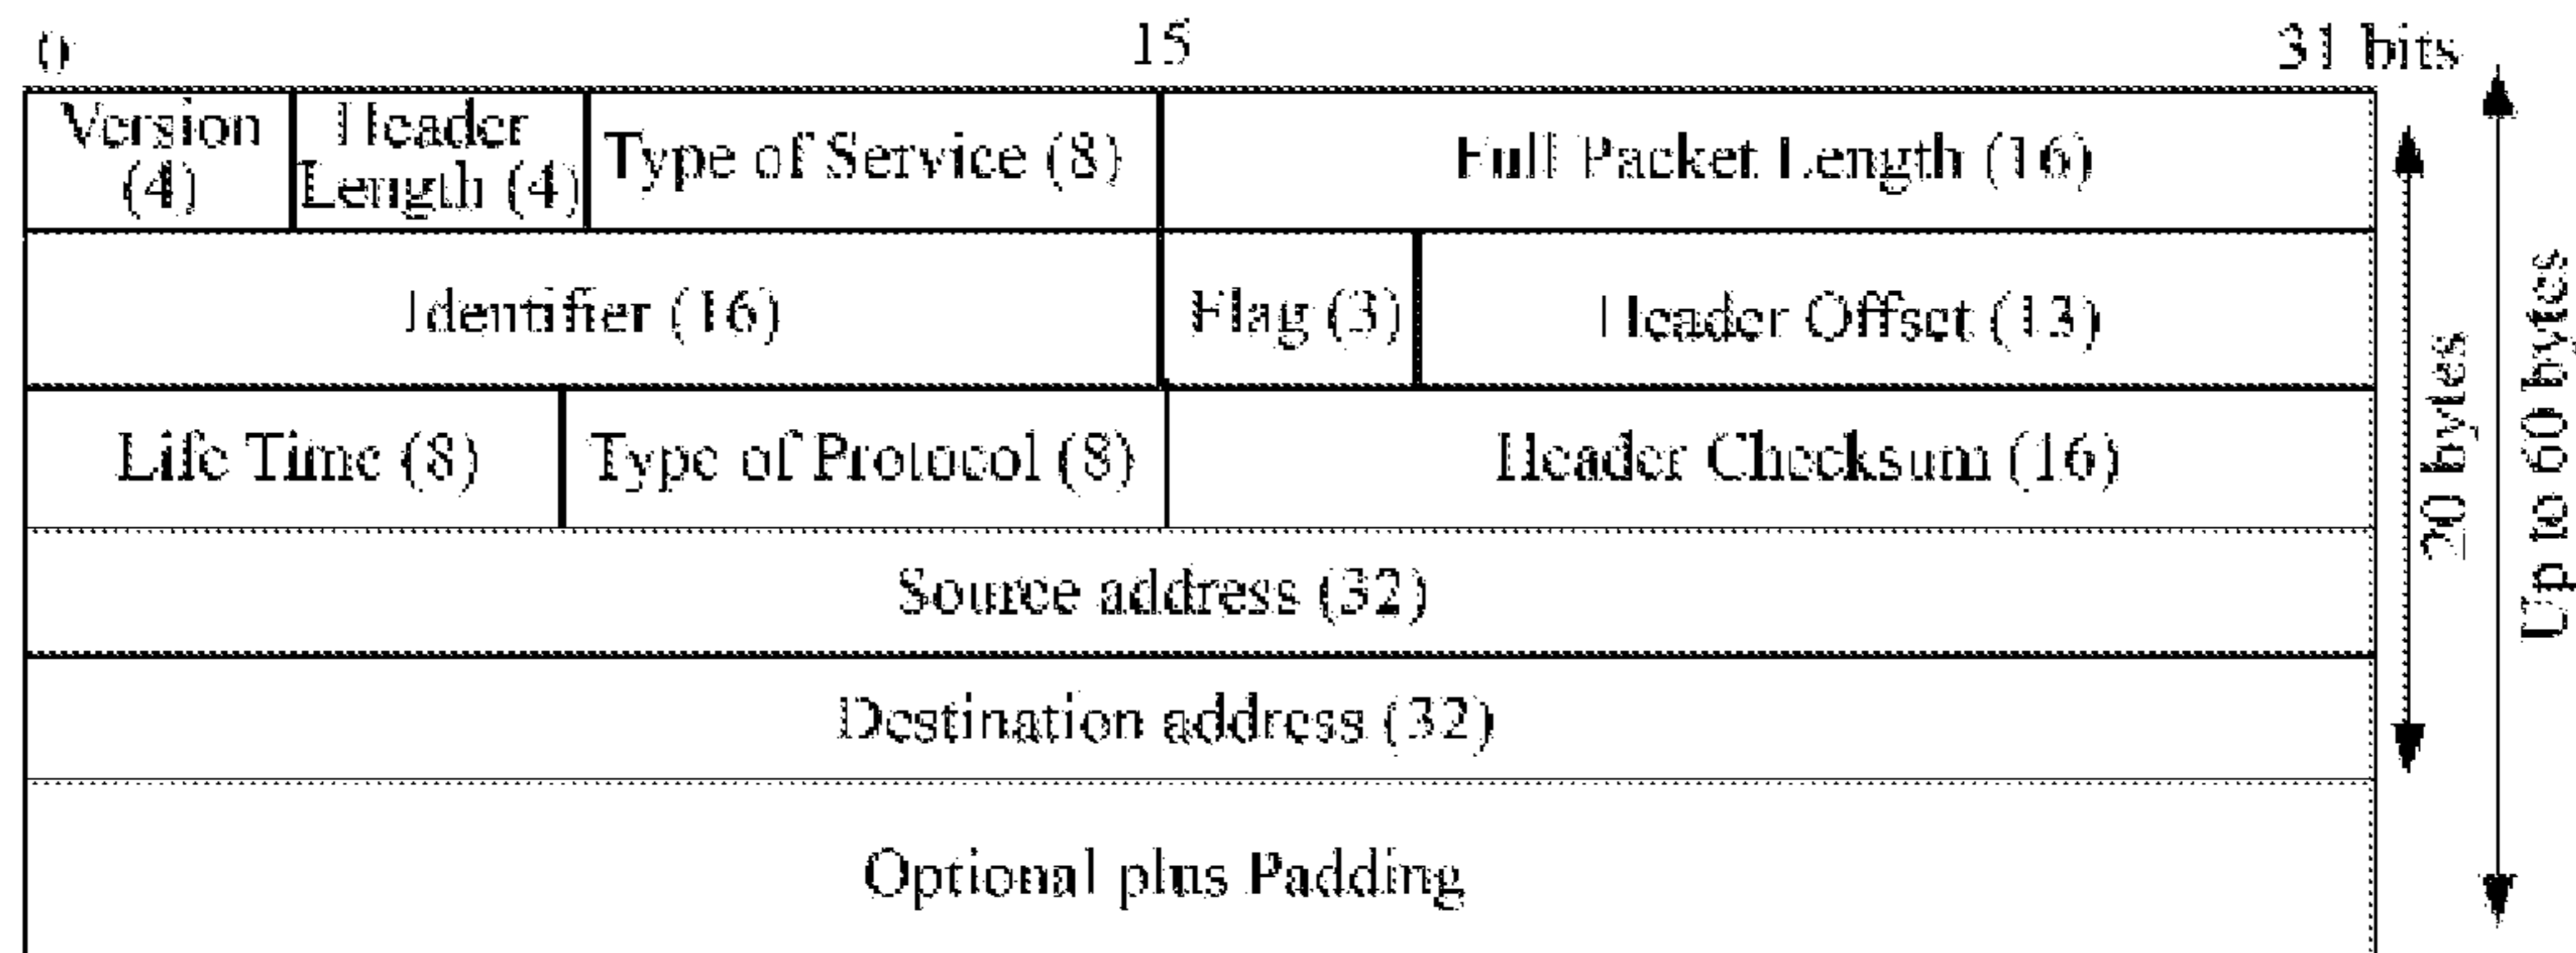 0 15 31 bits
Version (4)
Header Length (4)
Type of Service (8)
Full Packet Length (16)
Identifier (16)
Flag (3)
Header Offset (13)
Life Time (8)
Type of Protocol (8)
Header Checksum (16)
Source address (32)
Destination address (32)
Optional plus Padding
20 bytes
Up to 60 bytes